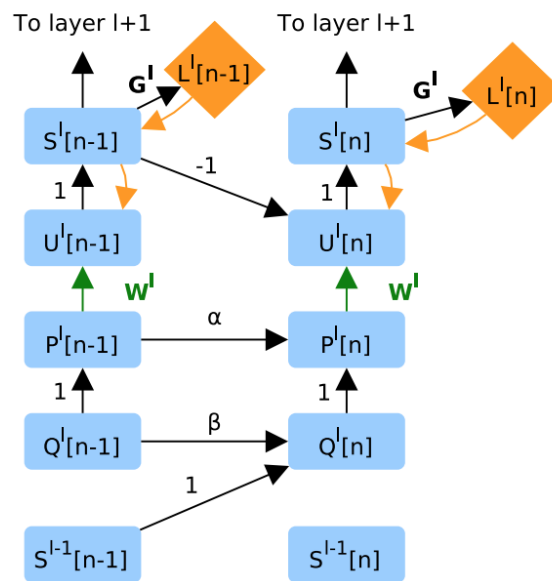 To layer l+1 To layer l+1
G^l L^l[n-1] G^l L^l[n]
S^l[n-1] S^l[n]
-1
1 1
U^l[n-1] U^l[n]
W^l W^l
α
P^l[n-1] P^l[n]
1 1
β
Q^l[n-1] Q^l[n]
1
S^l-1[n-1] S^l-1[n]